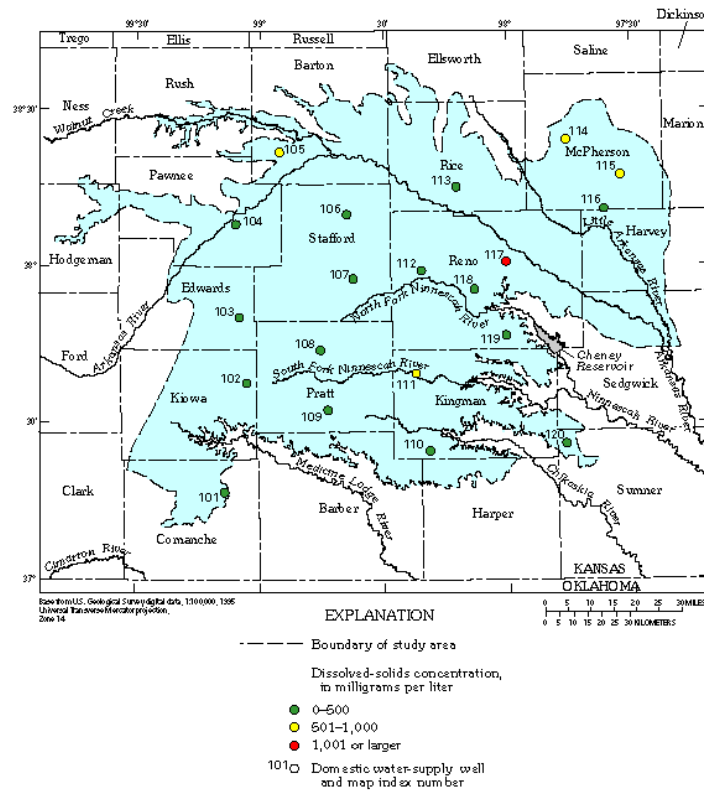 Dickinson
99°30'
99°
30'
98°
97°30'
Trego
Ellis
Russell
Barton
Ellsworth
Saline
Rush
38°30'
Ness
Walnut Creek
Marion
114
McPherson
105
115
Pawnee
Rice
113
116
106
104
Stafford
Little Arkansas River
Harvey
Hodgeman
117
38°
112
Reno
107
118
Edwards
North Fork Ninnescah River
103
Arkansas River
119
108
Ford
Cheney
Reservoir
South Fork Ninnescah River
Arkansas River
102
111
Sedgwick
Kiowa
Pratt
Kingman
Ninnescah River
109
30'
110
120
Medicine Lodge River
Chikaskia River
Clark
101
Sumner
Barber
Harper
Comanche
Cimarron River
KANSAS
37°
OKLAHOMA
Base from U.S. Geological Survey digital data, 1:100,000, 1995
Universal Transverse Mercator projection,
Zone 14
0 5 10 15 20 25 30 MILES
0 5 10 15 20 25 30 KILOMETERS
EXPLANATION
Boundary of study area
Dissolved-solids concentration,
in milligrams per liter
0–500
501–1,000
1,001 or larger
101 Domestic water-supply well
and map index number